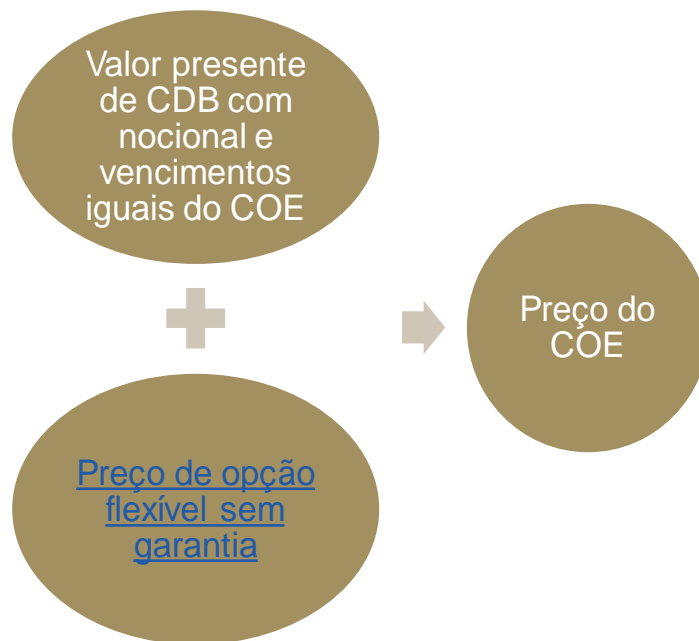 Valor presente
de CDB com
nocional e
vencimentos
iguais do COE
Preço de opção
flexível sem
garantia
Preço do
COE